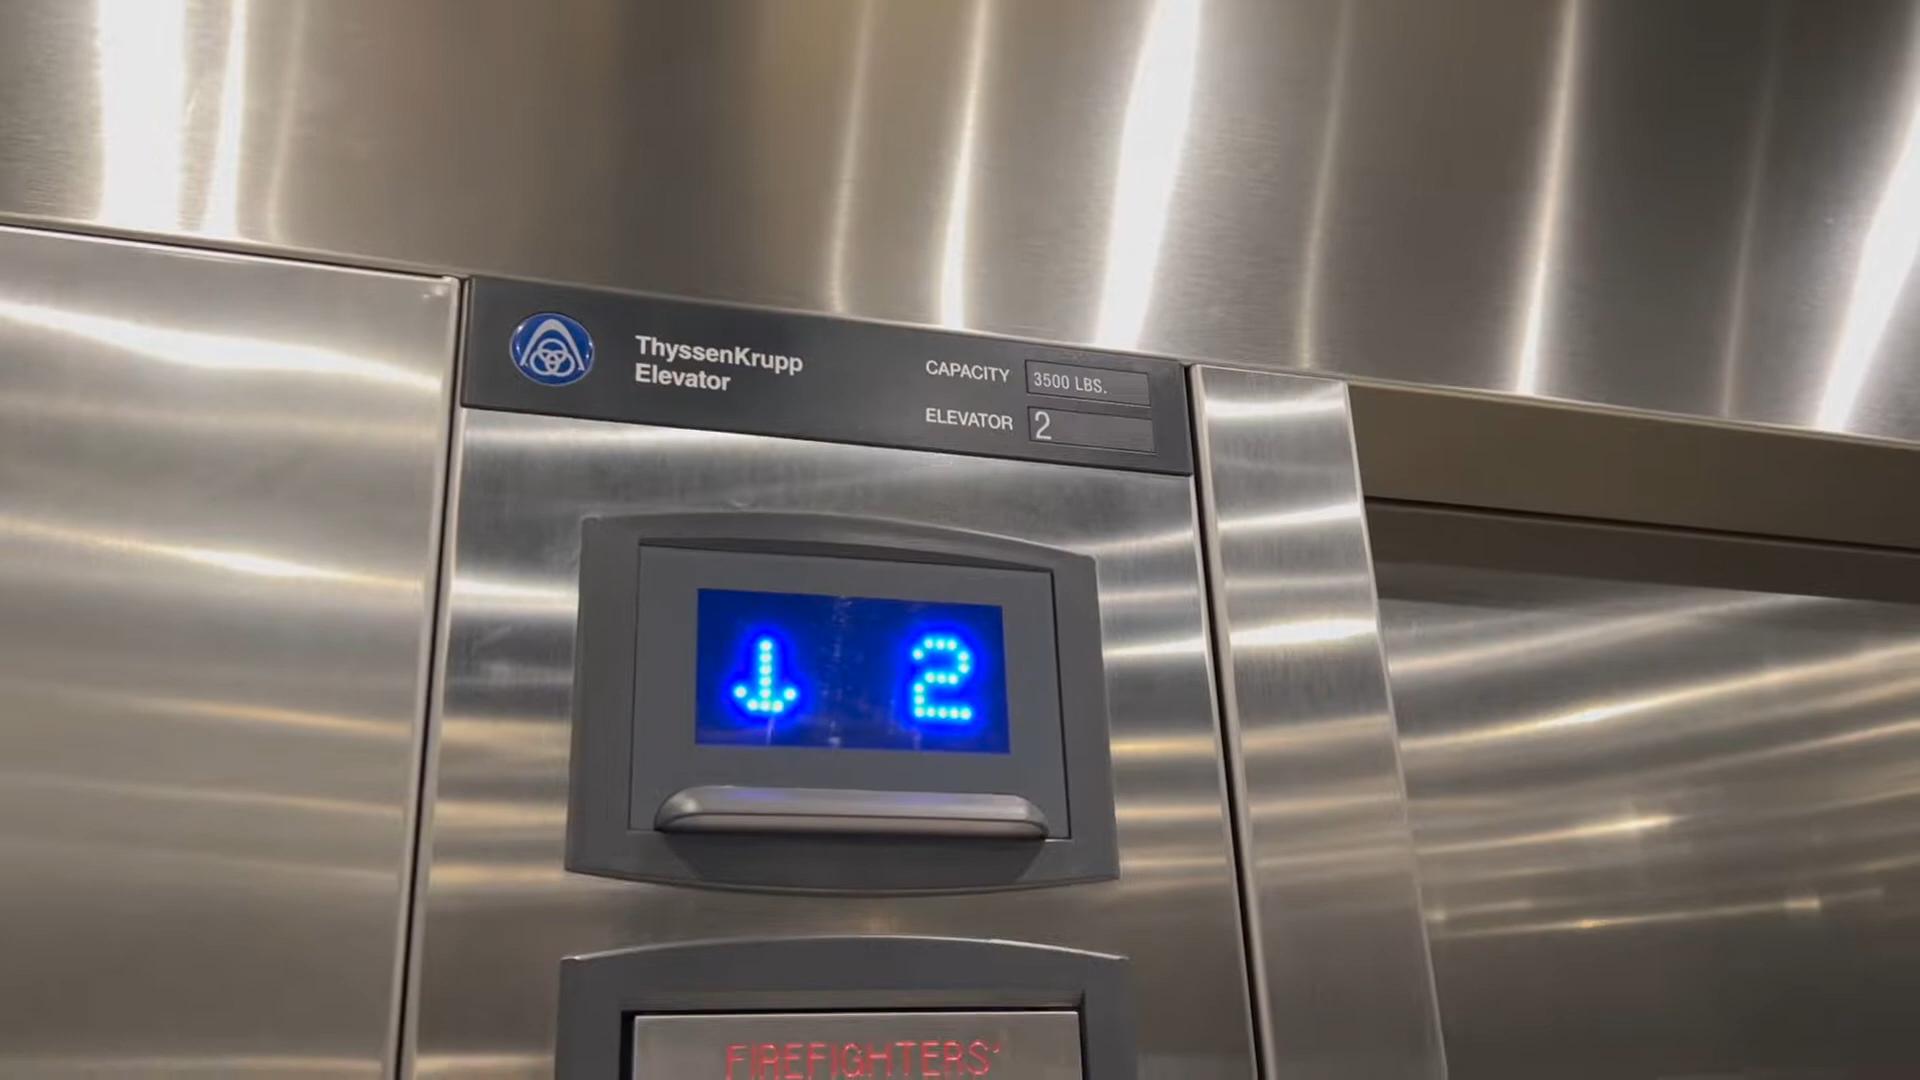 ThyssenKrupp
Elevator
CAPACITY 3500 LBS.
ELEVATOR 2
2
FIREFIGHTERS'